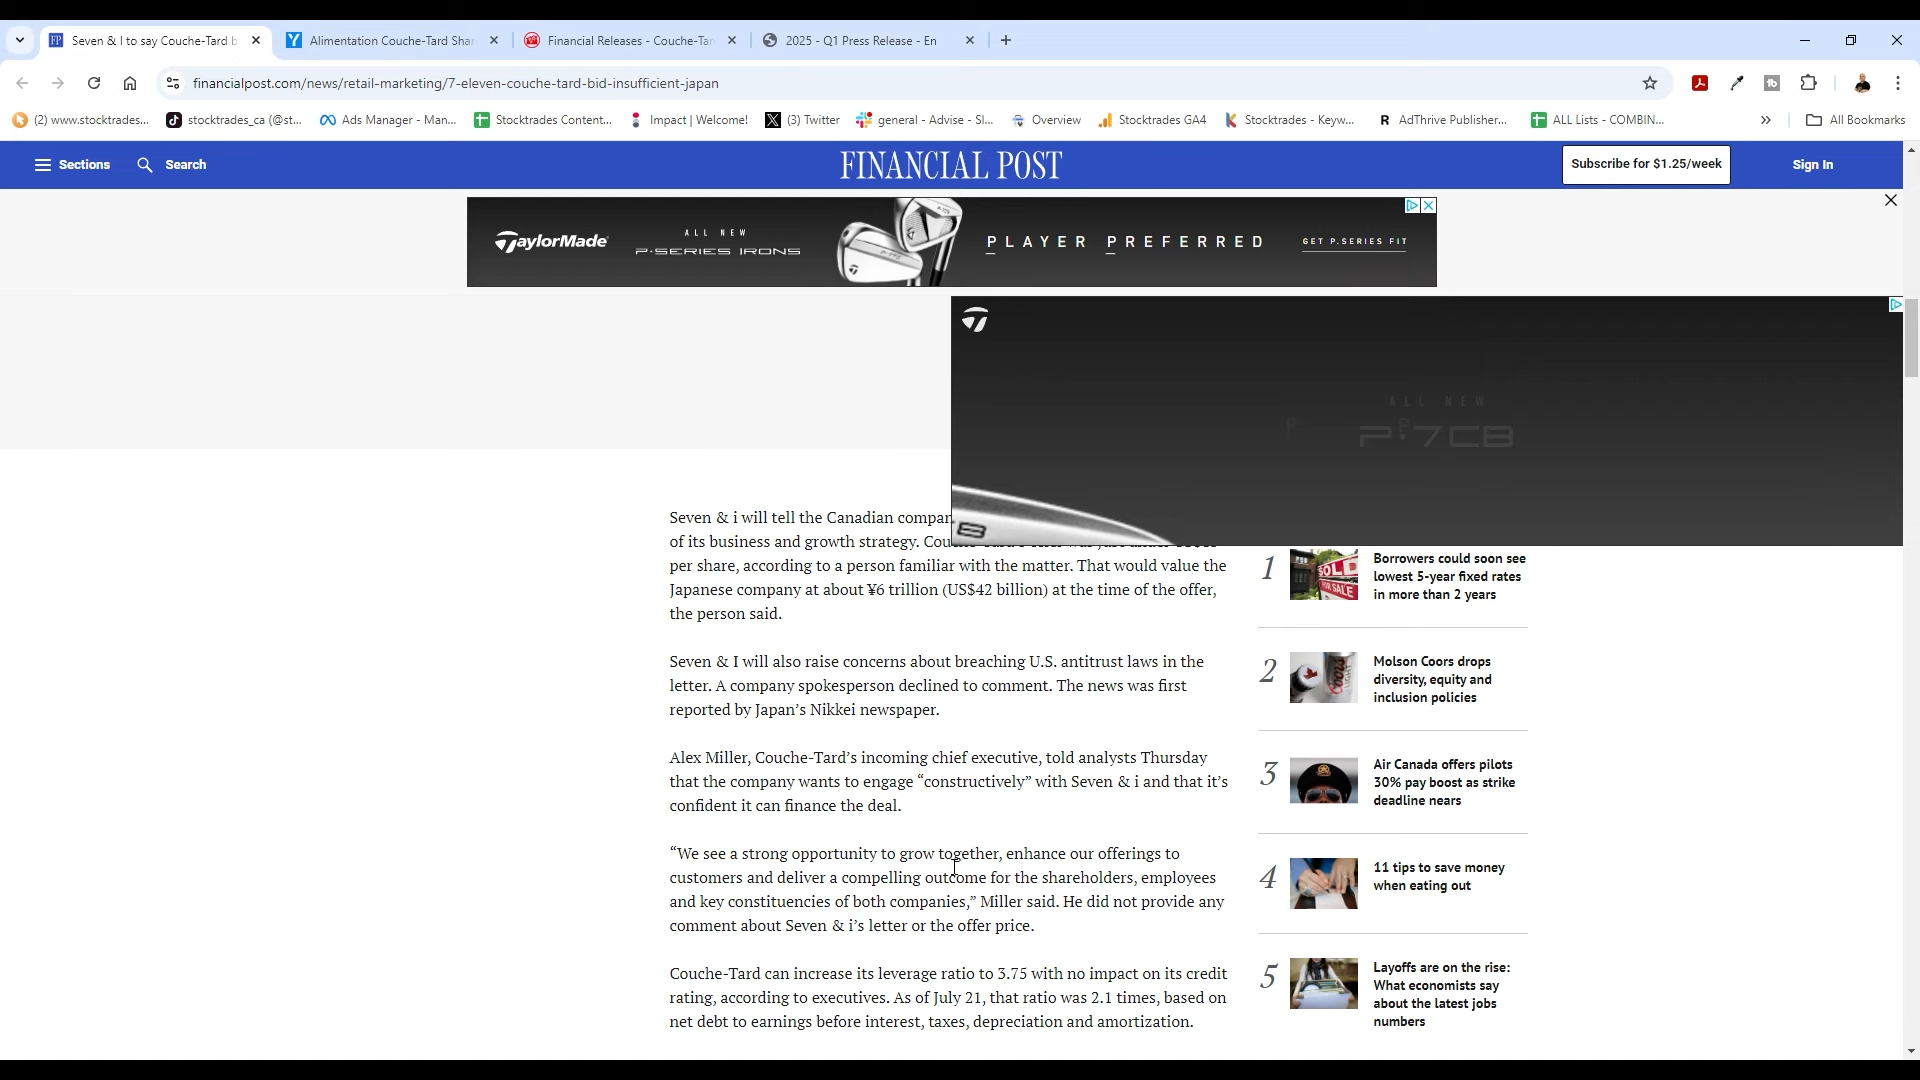 Seven & I to say Couche-Tard b
Alimentation Couche-Tard Shar
Financial Releases - Couche-Tar
2025 - Q1 Press Release - En
financialpost.com/news/retail-marketing/7-eleven-couche-tard-bid-insufficient-japan
(2) www.stocktrades...
stocktrades_ca (@st...
Ads Manager - Man...
Stocktrades Content...
Impact | Welcome!
(3) Twitter
general - Advise - Sl...
Overview
Stocktrades GA4
Stocktrades - Keyw...
AdThrive Publisher...
ALL Lists - COMBIN...
All Bookmarks
Sections
Search
FINANCIAL POST
Subscribe for $1.25/week
Sign In
TaylorMade
ALL NEW
P·SERIES IRONS
PLAYER PREFERRED
GET P.SERIES FIT
ALL NEW
P·7CB
Seven & i will tell the Canadian compan
of its business and growth strategy.
per share, according to a person familiar with the matter. That would value the
Japanese company at about ¥6 trillion (US$42 billion) at the time of the offer,
the person said.
Seven & I will also raise concerns about breaching U.S. antitrust laws in the
letter. A company spokesperson declined to comment. The news was first
reported by Japan’s Nikkei newspaper.
Alex Miller, Couche-Tard’s incoming chief executive, told analysts Thursday
that the company wants to engage “constructively” with Seven & i and that it’s
confident it can finance the deal.
“We see a strong opportunity to grow together, enhance our offerings to
customers and deliver a compelling outcome for the shareholders, employees
and key constituencies of both companies,” Miller said. He did not provide any
comment about Seven & i’s letter or the offer price.
Couche-Tard can increase its leverage ratio to 3.75 with no impact on its credit
rating, according to executives. As of July 21, that ratio was 2.1 times, based on
net debt to earnings before interest, taxes, depreciation and amortization.
1
Borrowers could soon see
lowest 5-year fixed rates
in more than 2 years
SOLD
FOR SALE
2
Molson Coors drops
diversity, equity and
inclusion policies
Coors
3
Air Canada offers pilots
30% pay boost as strike
deadline nears
4
11 tips to save money
when eating out
5
Layoffs are on the rise:
What economists say
about the latest jobs
numbers